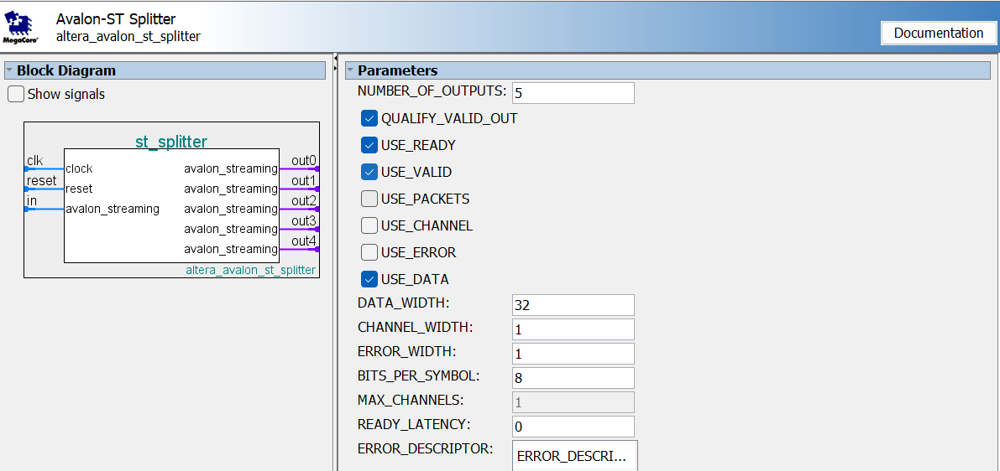 Avalon-ST Splitter
altera_avalon_st_splitter
MegaCore®
Documentation
Block Diagram
Show signals
st_splitter
clk
clock
reset
reset
in
avalon_streaming
avalon_streaming
out0
avalon_streaming
out1
avalon_streaming
out2
avalon_streaming
out3
avalon_streaming
out4
altera_avalon_st_splitter
Parameters
NUMBER_OF_OUTPUTS: 5
QUALIFY_VALID_OUT
USE_READY
USE_VALID
USE_PACKETS
USE_CHANNEL
USE_ERROR
USE_DATA
DATA_WIDTH: 32
CHANNEL_WIDTH: 1
ERROR_WIDTH: 1
BITS_PER_SYMBOL: 8
MAX_CHANNELS: 1
READY_LATENCY: 0
ERROR_DESCRIPTOR: ERROR_DESCRI...